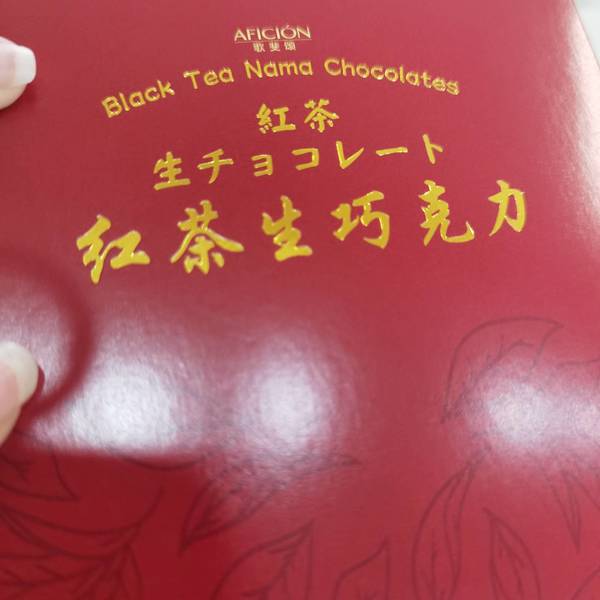 AFICIÓN
歌斐頌
Black Tea Nama Chocolates
紅茶
生チョコレート
红茶生巧克力